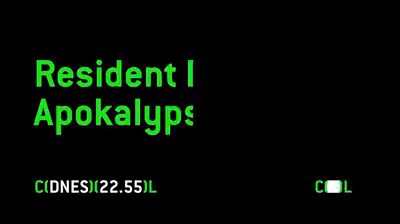 Resident
Apokalyps
C(DNES)(22.55)L
C( )L